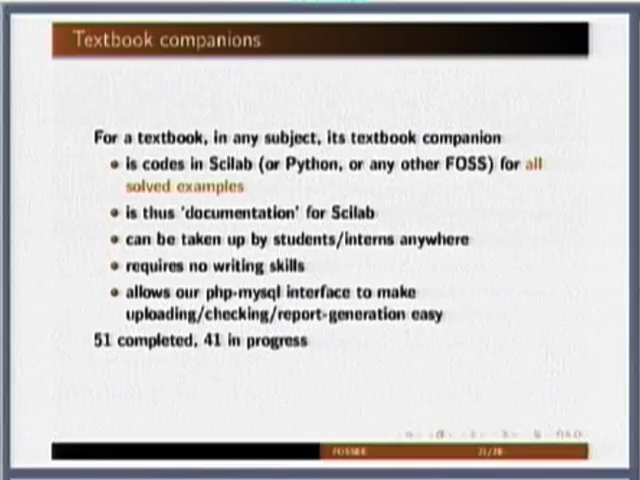 Textbook companions
For a textbook, in any subject, its textbook companion
is codes in Scilab (or Python, or any other FOSS) for all
solved examples
is thus 'documentation' for Scilab
can be taken up by students/interns anywhere
requires no writing skills
allows our php-mysql interface to make
uploading/checking/report-generation easy
51 completed, 41 in progress
FOSSEE